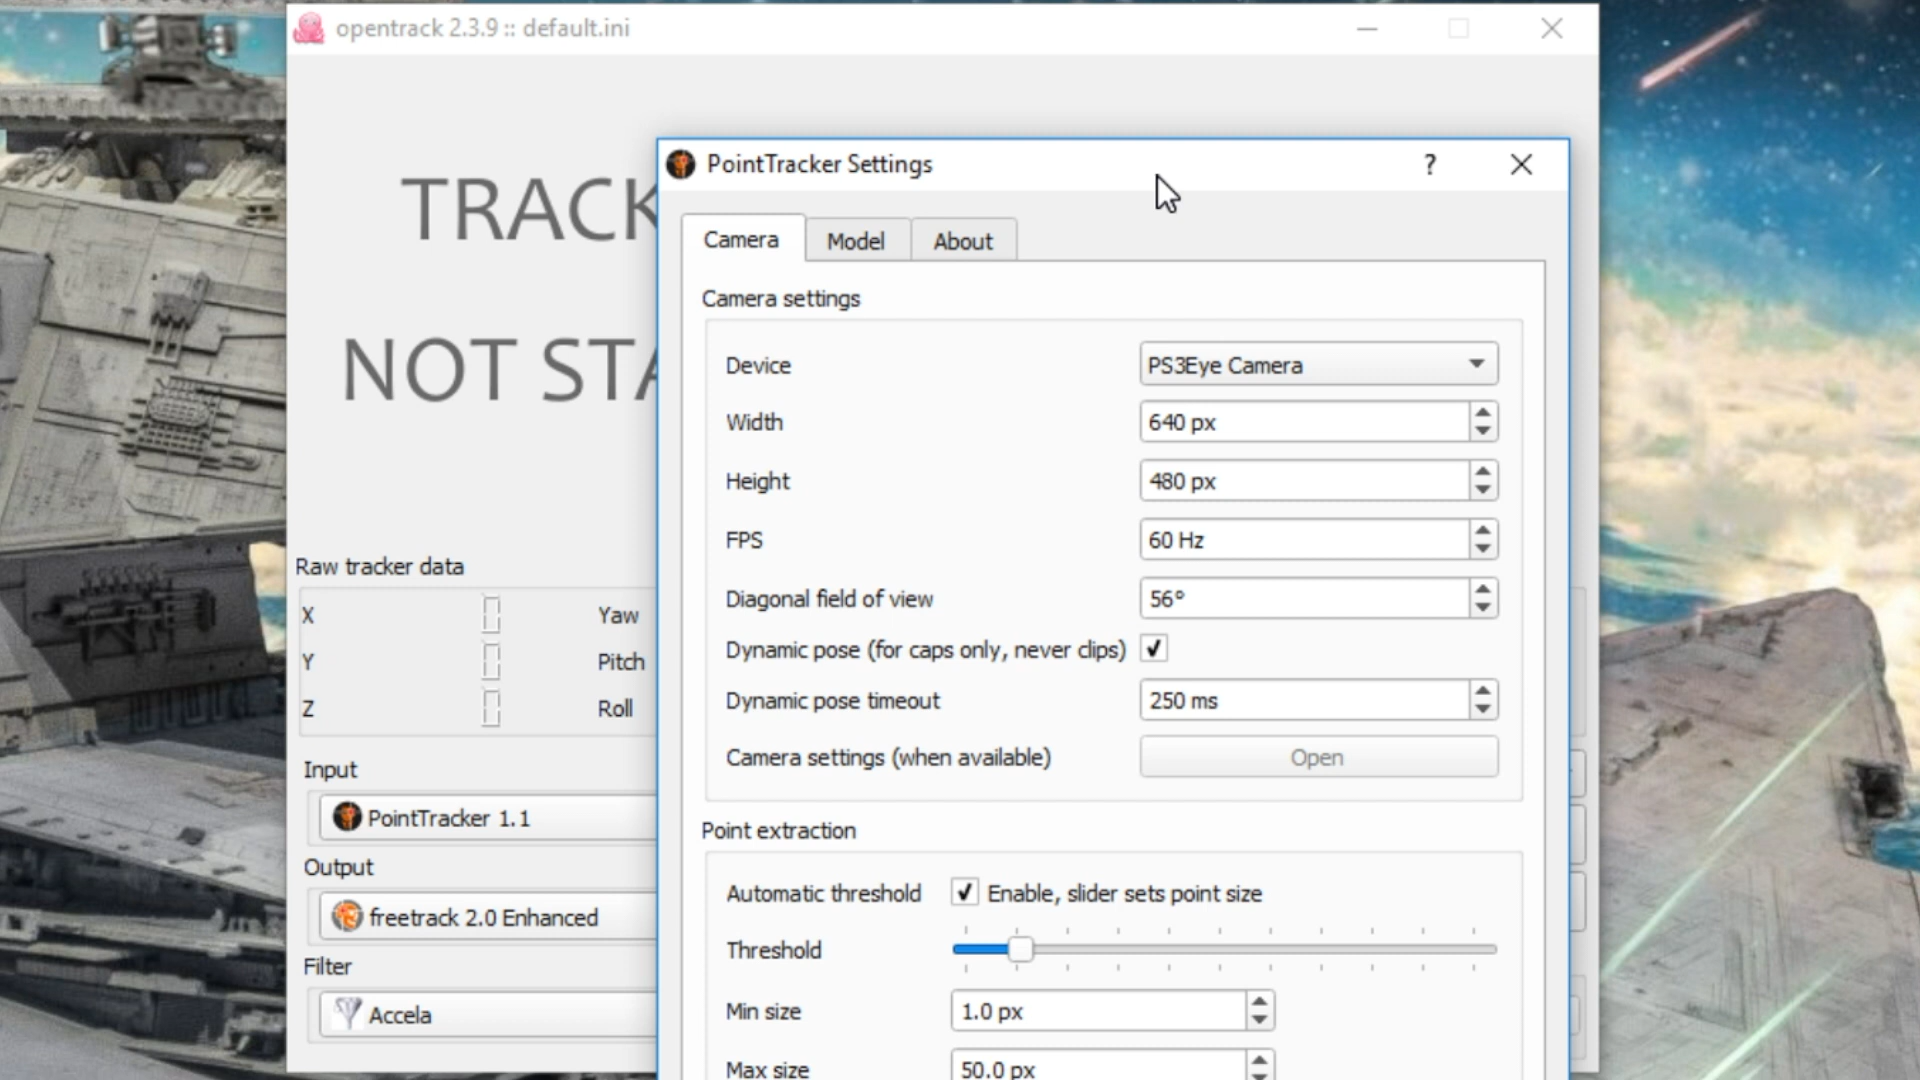 opentrack 2.3.9 :: default.ini
TRACK
NOT STA
PointTracker Settings
?
Camera
Model
About
Camera settings
Device
PS3Eye Camera
Width
640 px
Height
480 px
FPS
60 Hz
Diagonal field of view
56°
Dynamic pose (for caps only, never clips)
Dynamic pose timeout
250 ms
Camera settings (when available)
Open
Point extraction
Automatic threshold
Enable, slider sets point size
Threshold
Min size
1.0 px
Max size
50.0 px
Raw tracker data
X
0
Yaw
Y
0
Pitch
Z
0
Roll
Input
PointTracker 1.1
Output
freetrack 2.0 Enhanced
Filter
Accela